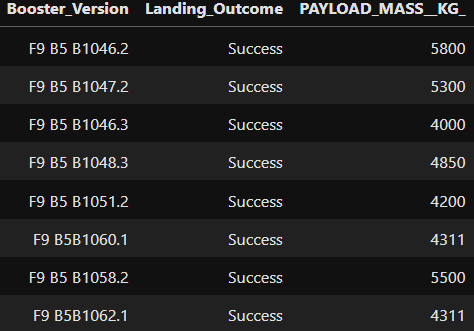 Booster_Version Landing_Outcome PAYLOAD_MASS__KG_
F9 B5 B1046.2 Success 5800
F9 B5 B1047.2 Success 5300
F9 B5 B1046.3 Success 4000
F9 B5 B1048.3 Success 4850
F9 B5 B1051.2 Success 4200
F9 B5B1060.1 Success 4311
F9 B5 B1058.2 Success 5500
F9 B5B1062.1 Success 4311